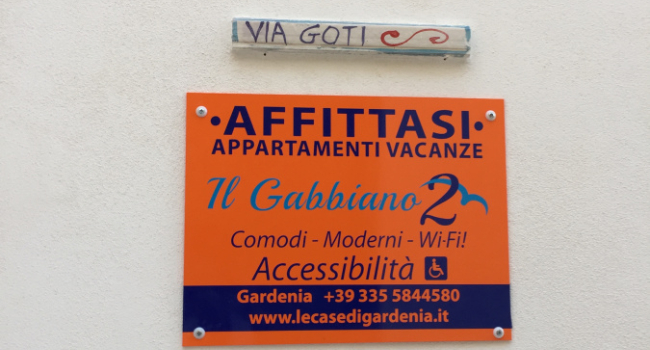 VIA GOTI
•AFFITTASI•
APPARTAMENTI VACANZE
Il Gabbiano 2
Comodi - Moderni - Wi-Fi!
Accessibilità
Gardenia +39 335 5844580
www.lecasedigardenia.it